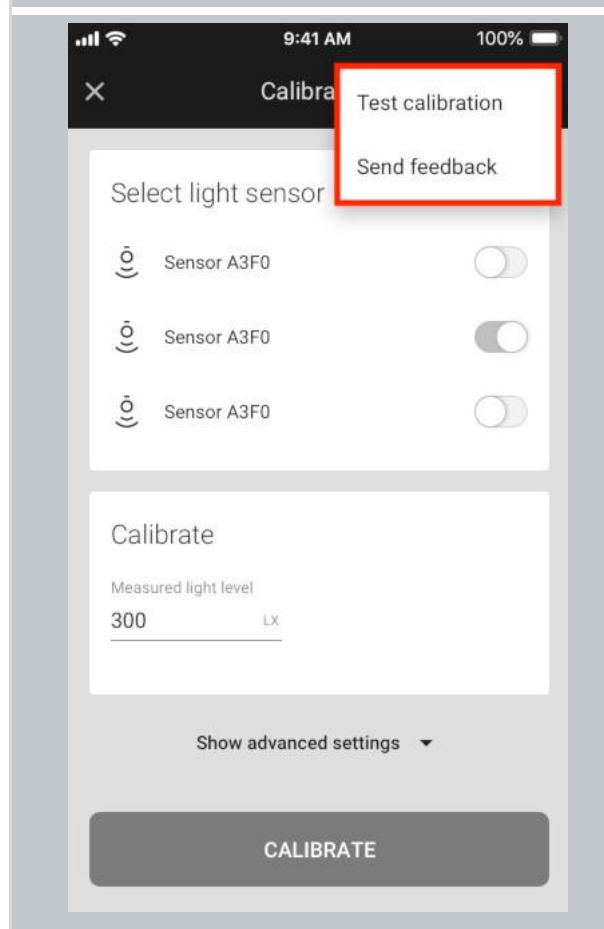 9:41 AM
100%
Calibra
Test calibration
Send feedback
Select light sensor
Sensor A3F0
Sensor A3F0
Sensor A3F0
Calibrate
Measured light level
300 LX
Show advanced settings
CALIBRATE